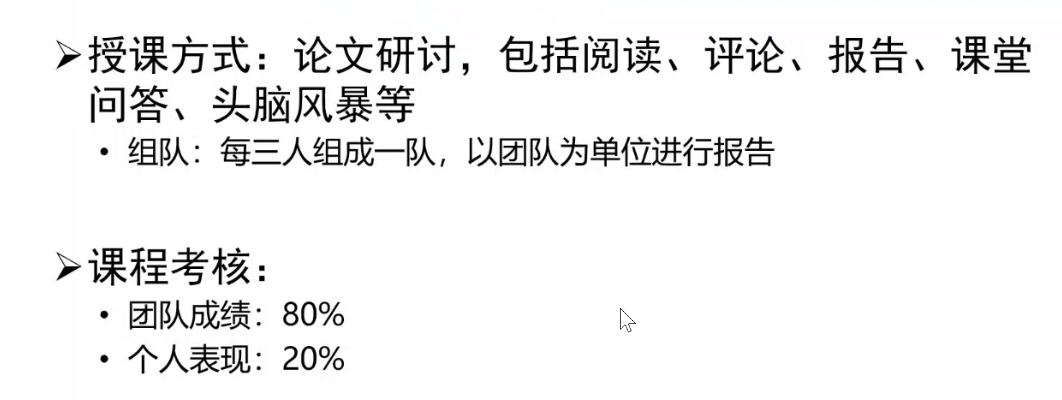 ➢授课方式：论文研讨，包括阅读、评论、报告、课堂
问答、头脑风暴等
• 组队：每三人组成一队，以团队为单位进行报告
➢课程考核：
• 团队成绩：80%
• 个人表现：20%